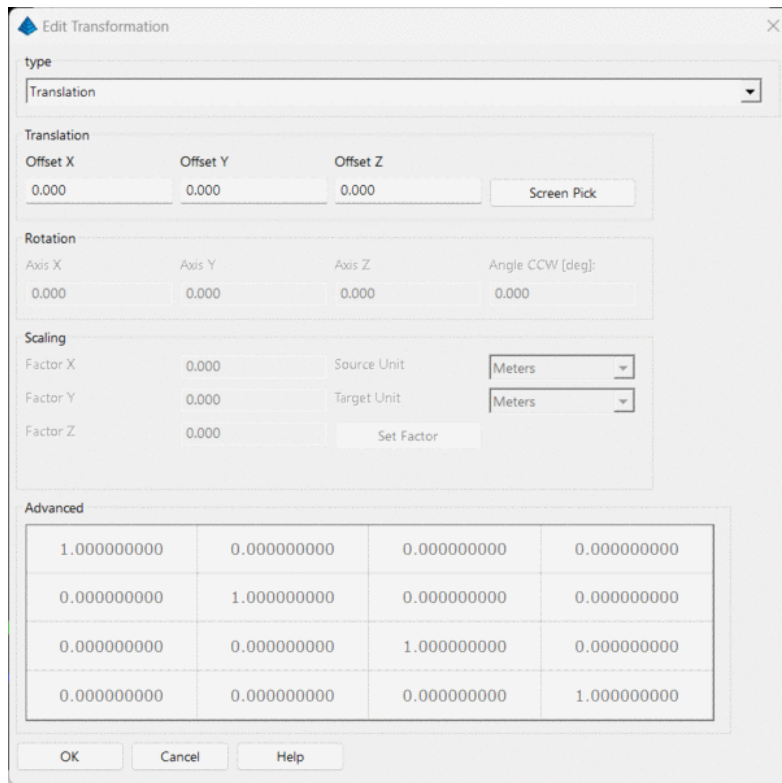 Edit Transformation
type
Translation
Translation
Offset X Offset Y Offset Z
0.000 0.000 0.000 Screen Pick
Rotation
Axis X Axis Y Axis Z Angle CCW [deg]:
0.000 0.000 0.000 0.000
Scaling
Factor X 0.000 Source Unit Meters
Factor Y 0.000 Target Unit Meters
Factor Z 0.000 Set Factor
Advanced
1.000000000 0.000000000 0.000000000 0.000000000
0.000000000 1.000000000 0.000000000 0.000000000
0.000000000 0.000000000 1.000000000 0.000000000
0.000000000 0.000000000 0.000000000 1.000000000
OK Cancel Help